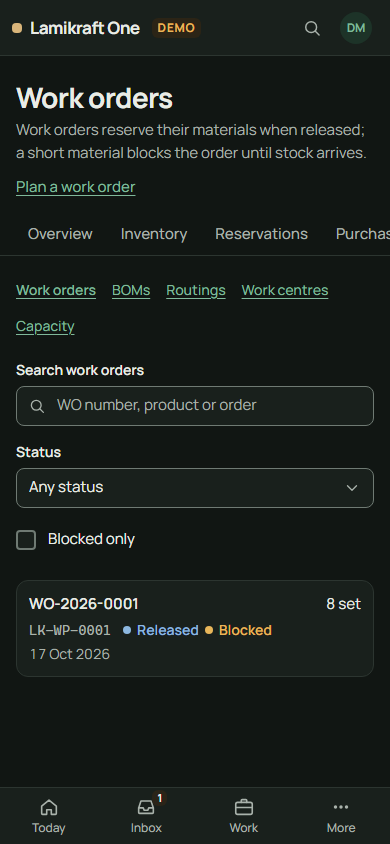 Lamikraft One DEMO DM
Work orders
Work orders reserve their materials when released;
a short material blocks the order until stock arrives.
Plan a work order
Overview Inventory Reservations Purchas
Work orders BOMs Routings Work centres
Capacity
Search work orders
WO number, product or order
Status
Any status
Blocked only
WO-2026-0001 8 set
LK-WP-0001 Released Blocked
17 Oct 2026
1
Today Inbox Work More